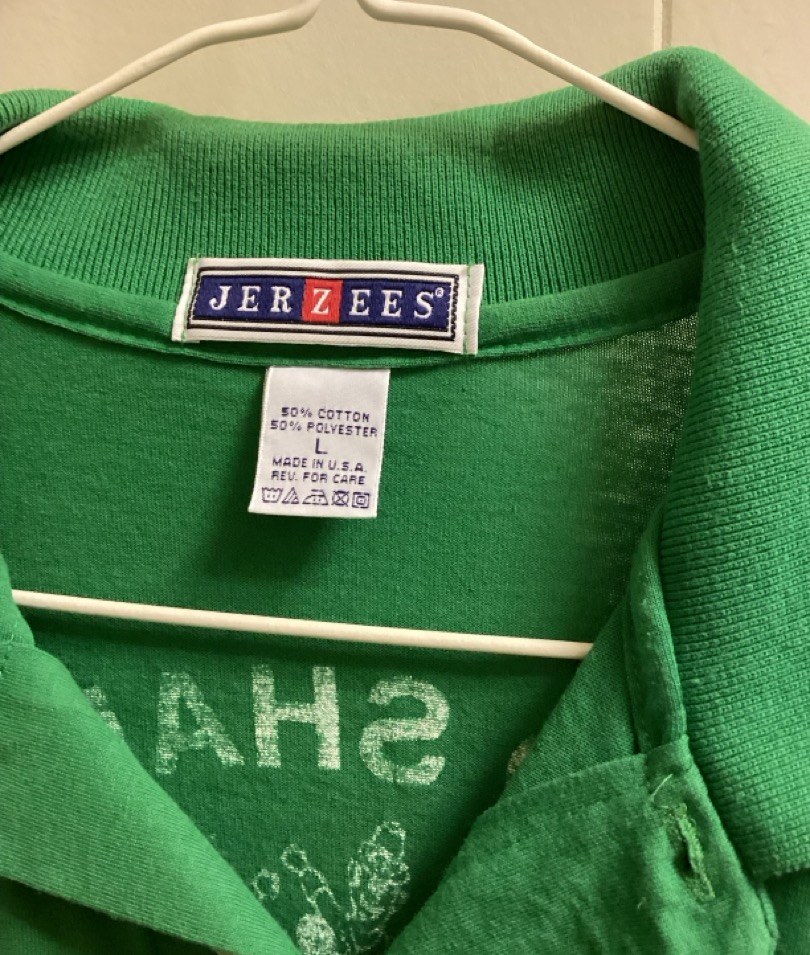 JERZEES®
50% COTTON
50% POLYESTER
L
MADE IN U.S.A.
REV. FOR CARE